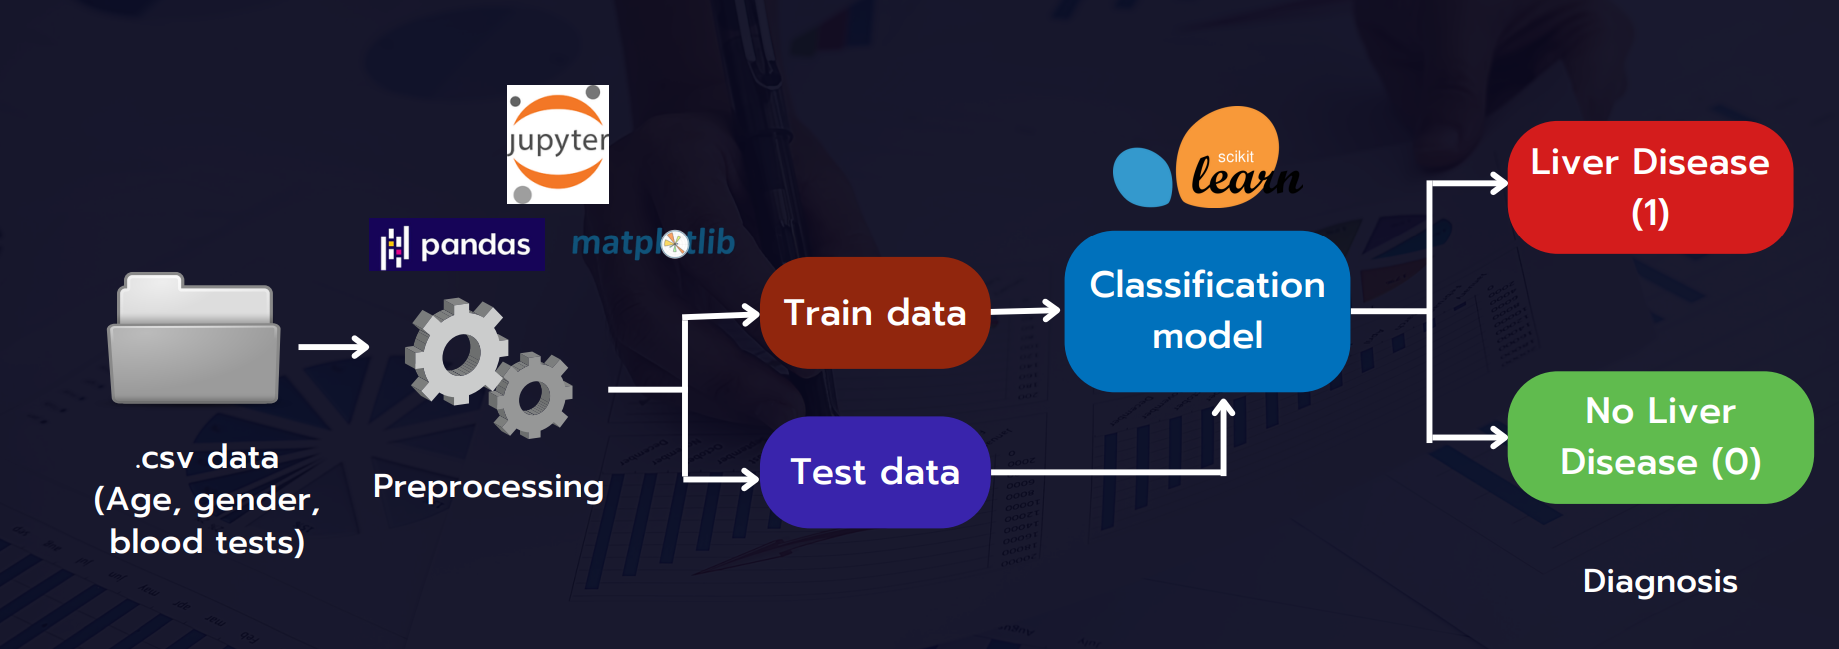 jupyter
pandas
matplotlib
.csv data
(Age, gender,
blood tests)
Preprocessing
Train data
Test data
scikit
learn
Classification
model
Liver Disease
(1)
No Liver
Disease (0)
Diagnosis